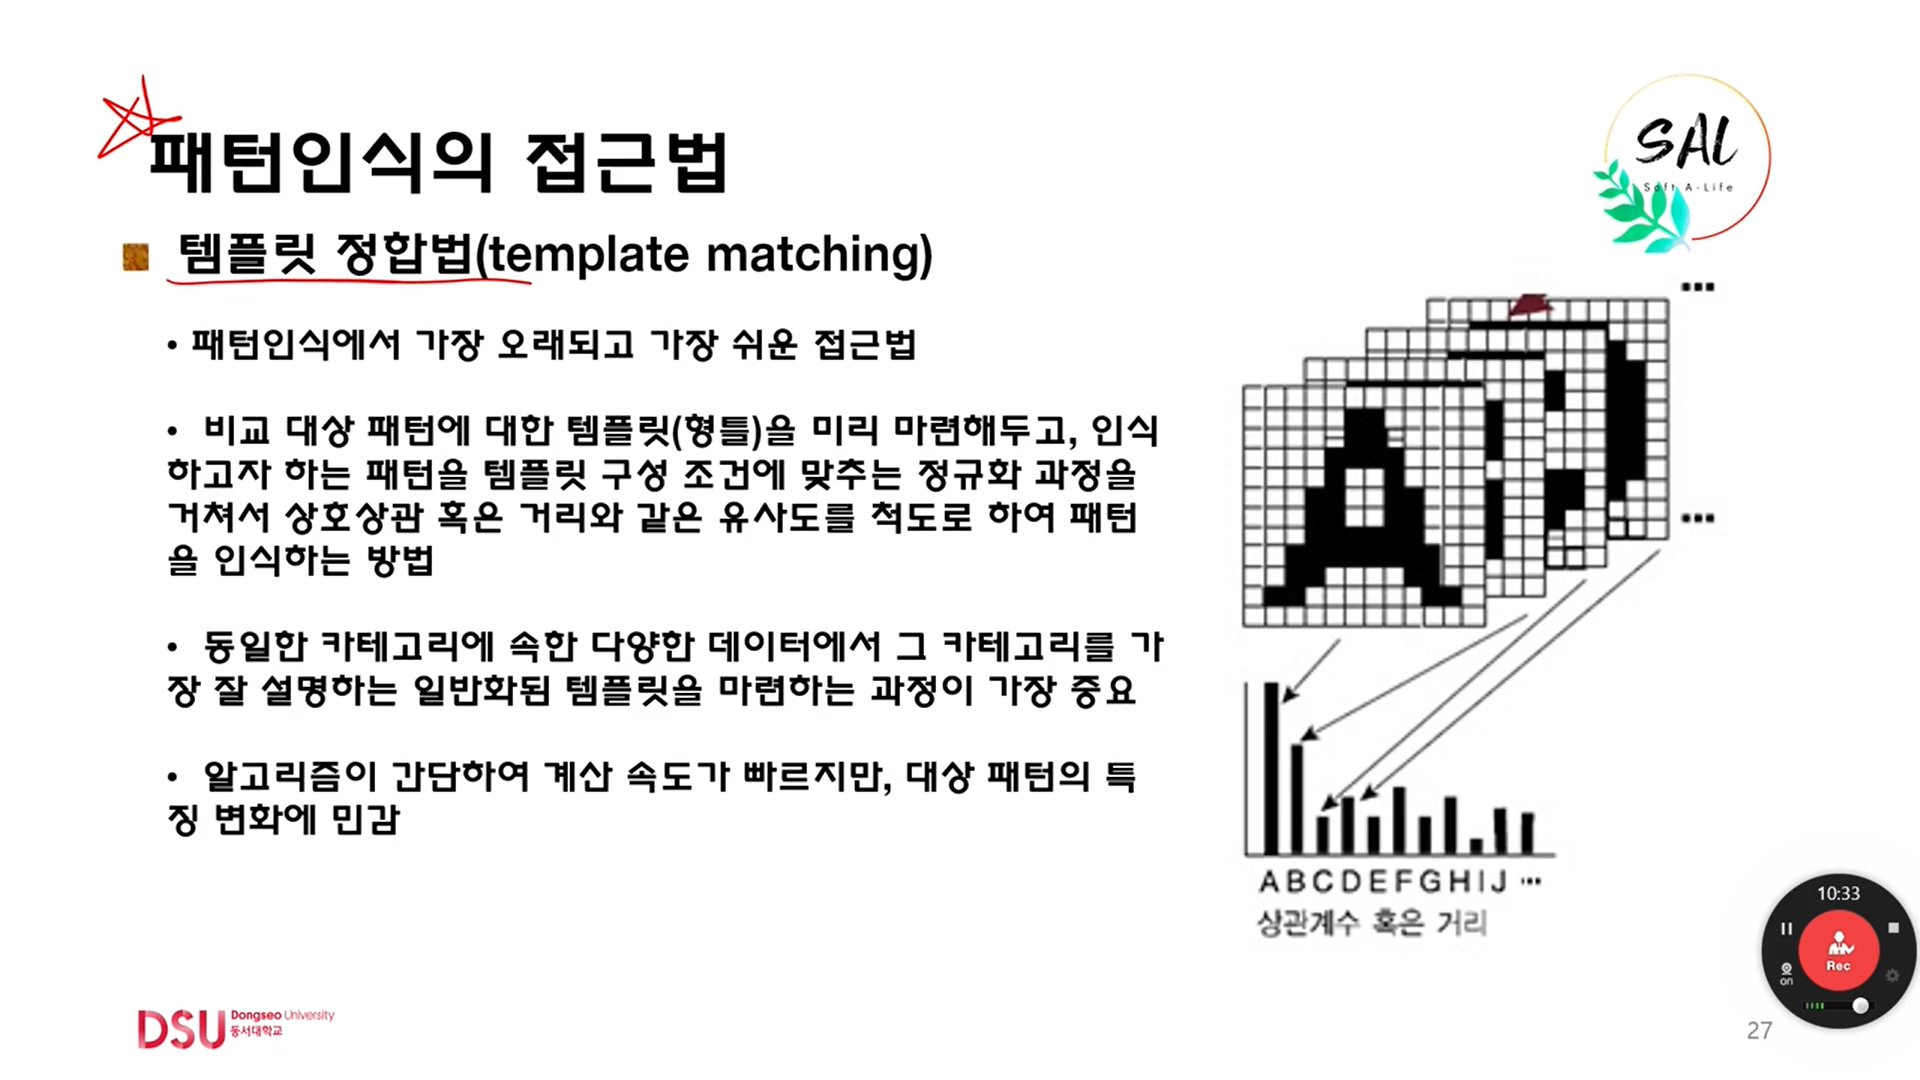 패턴인식의 접근법
SAL
Soft A-Life
템플릿 정합법(template matching)
• 패턴인식에서 가장 오래되고 가장 쉬운 접근법
• 비교 대상 패턴에 대한 템플릿(형틀)을 미리 마련해두고, 인식
하고자 하는 패턴을 템플릿 구성 조건에 맞추는 정규화 과정을
거쳐서 상호상관 혹은 거리와 같은 유사도를 척도로 하여 패턴
을 인식하는 방법
• 동일한 카테고리에 속한 다양한 데이터에서 그 카테고리를 가
장 잘 설명하는 일반화된 템플릿을 마련하는 과정이 가장 중요
• 알고리즘이 간단하여 계산 속도가 빠르지만, 대상 패턴의 특
징 변화에 민감
...
...
A B C D E F G H I J ...
상관계수 혹은 거리
10:33
Rec
on
DSU Dongseo University
동서대학교
27